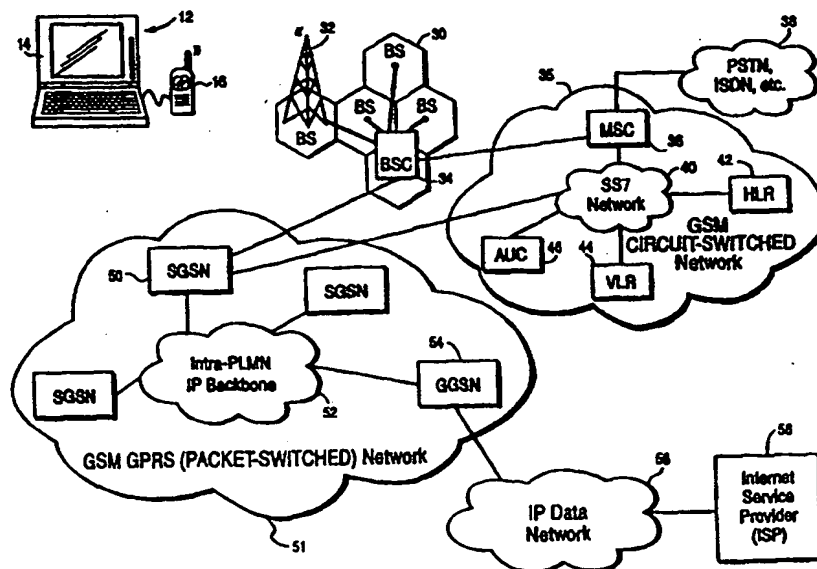 12
14
16
32
30
BS
BS
BS
BS
BSC
34
35
38
PSTN,
ISDN, etc.
MSC
36
40
42
SS7
Network
HLR
GSM
CIRCUIT-SWITCHED
Network
AUC
46
44
VLR
50
SGSN
SGSN
SGSN
Intra-PLMN
IP Backbone
52
54
GGSN
GSM GPRS (PACKET-SWITCHED) Network
51
56
IP Data
Network
58
Internet
Service
Provider
(ISP)